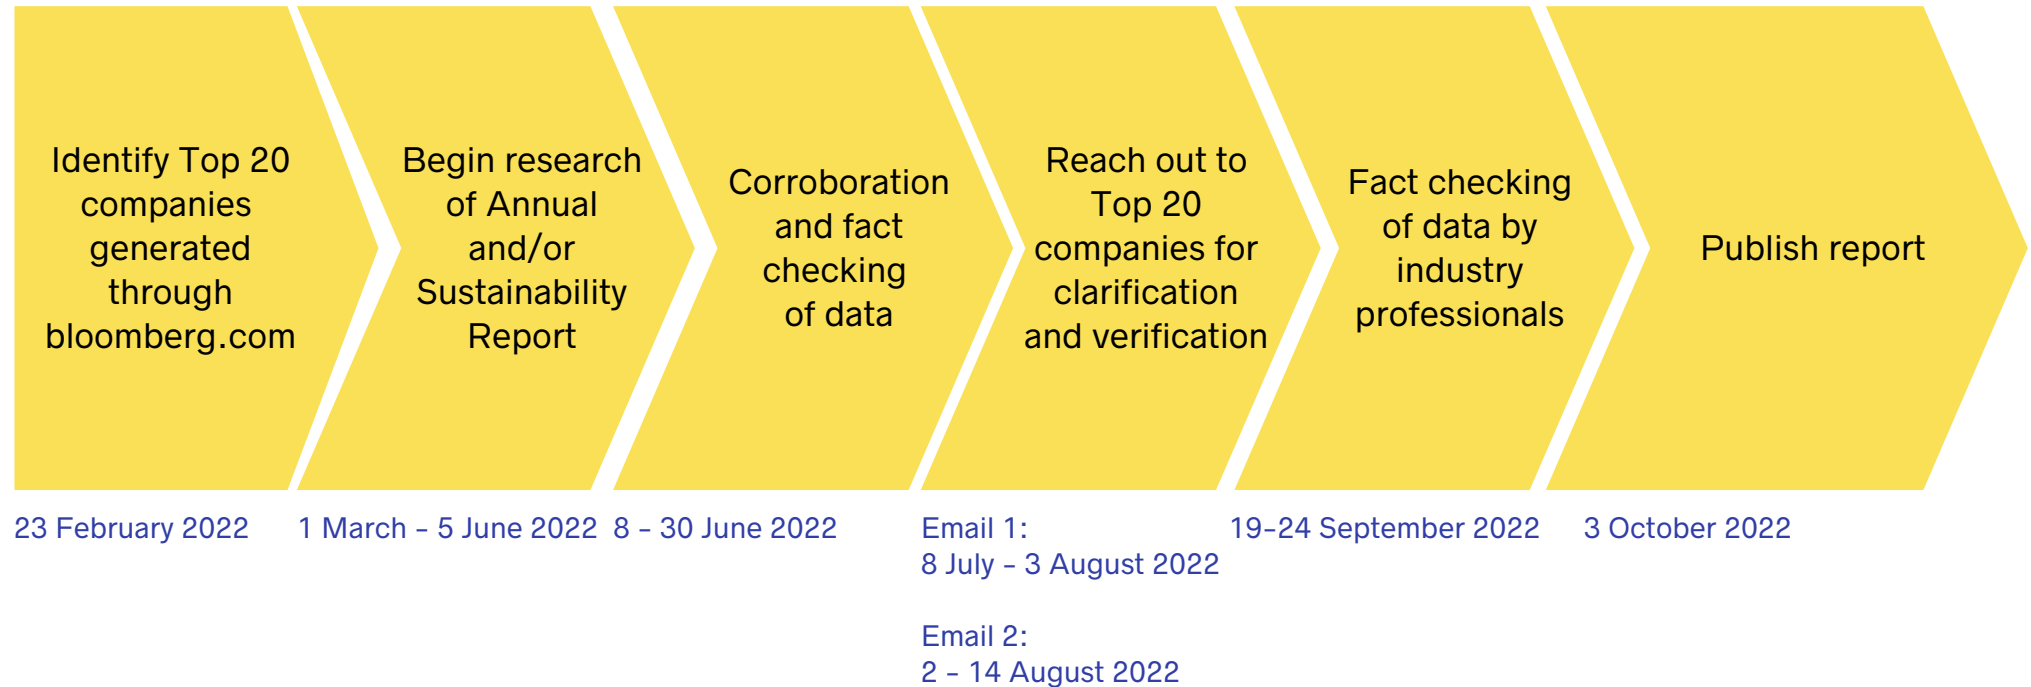 Identify Top 20
companies
generated
through
bloomberg.com
Begin research
of Annual
and/or
Sustainability
Report
Corroboration
and fact
checking
of data
Reach out to
Top 20
companies for
clarification
and verification
Fact checking
of data by
industry
professionals
Publish report
23 February 2022
1 March – 5 June 2022
8 – 30 June 2022
Email 1:
8 July – 3 August 2022
Email 2:
2 – 14 August 2022
19–24 September 2022
3 October 2022